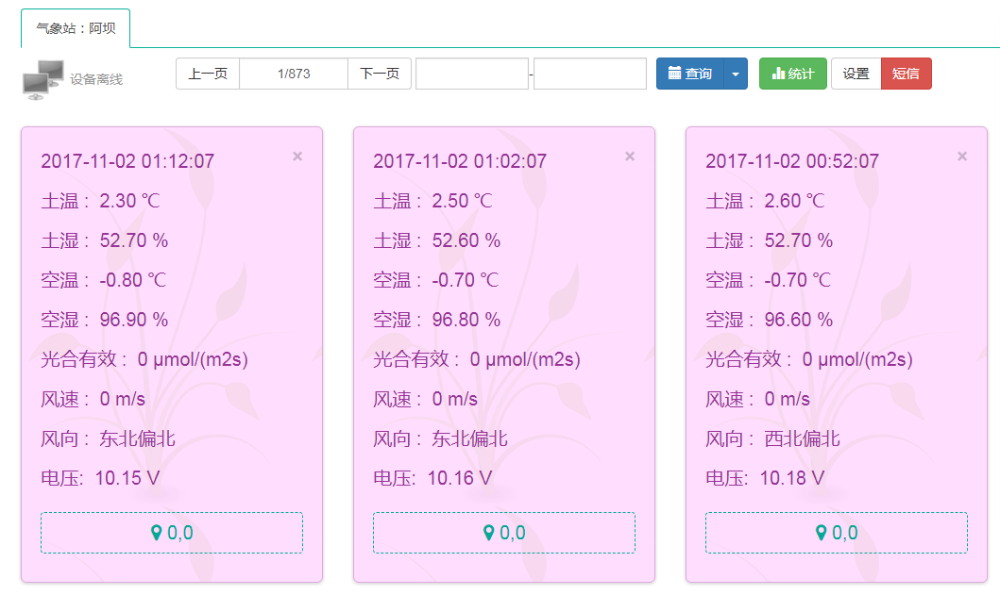 气象站：阿坝
设备离线 上一页 1/873 下一页 - 查询 统计 设置 短信
2017-11-02 01:12:07 ×
土温： 2.30 ℃
土湿： 52.70 %
空温： -0.80 ℃
空湿： 96.90 %
光合有效： 0 μmol/(m2s)
风速： 0 m/s
风向： 东北偏北
电压: 10.15 V
0,0
2017-11-02 01:02:07 ×
土温： 2.50 ℃
土湿： 52.60 %
空温： -0.70 ℃
空湿： 96.80 %
光合有效： 0 μmol/(m2s)
风速： 0 m/s
风向： 东北偏北
电压: 10.16 V
0,0
2017-11-02 00:52:07 ×
土温： 2.60 ℃
土湿： 52.70 %
空温： -0.70 ℃
空湿： 96.60 %
光合有效： 0 μmol/(m2s)
风速： 0 m/s
风向： 西北偏北
电压: 10.18 V
0,0